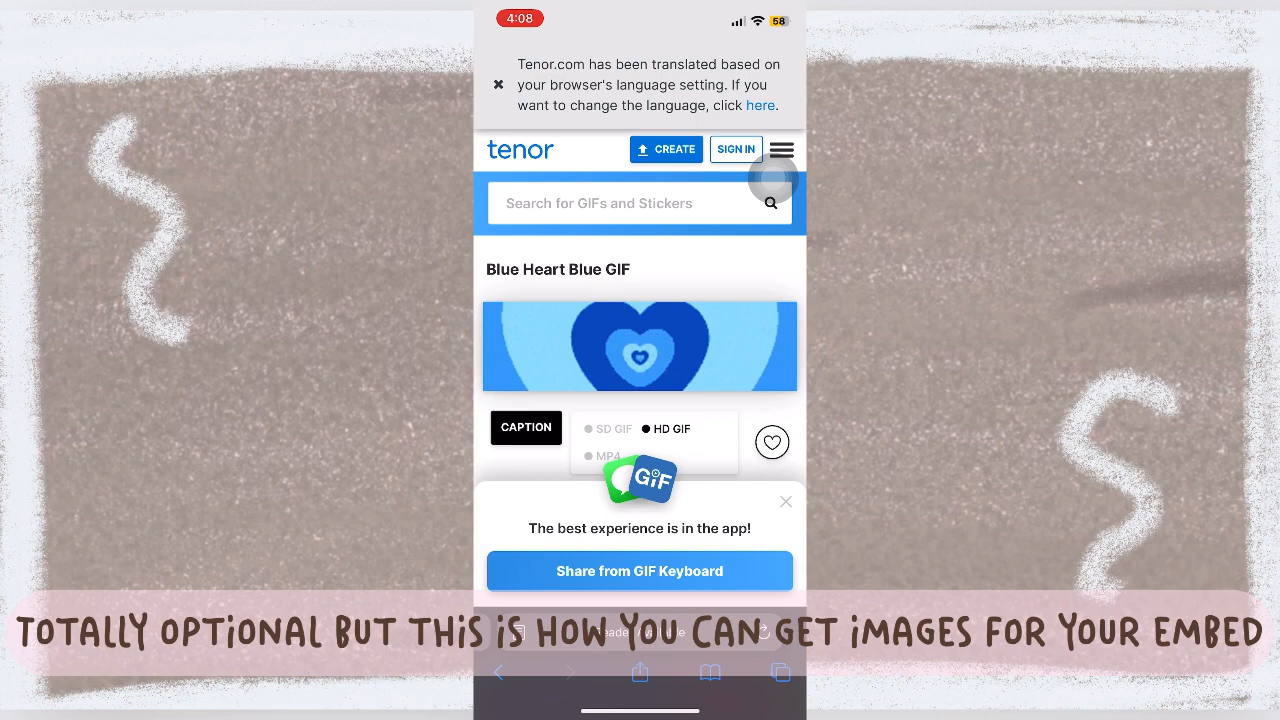 4:08
58
Tenor.com has been translated based on
your browser's language setting. If you
want to change the language, click here.
tenor
CREATE
SIGN IN
Search for GIFs and Stickers
Blue Heart Blue GIF
CAPTION
SD GIF
HD GIF
MP4
GIF
The best experience is in the app!
Share from GIF Keyboard
TOTALLY OPTIONAL BUT THIS IS HOW YOU CAN GET IMAGES FOR YOUR EMBED